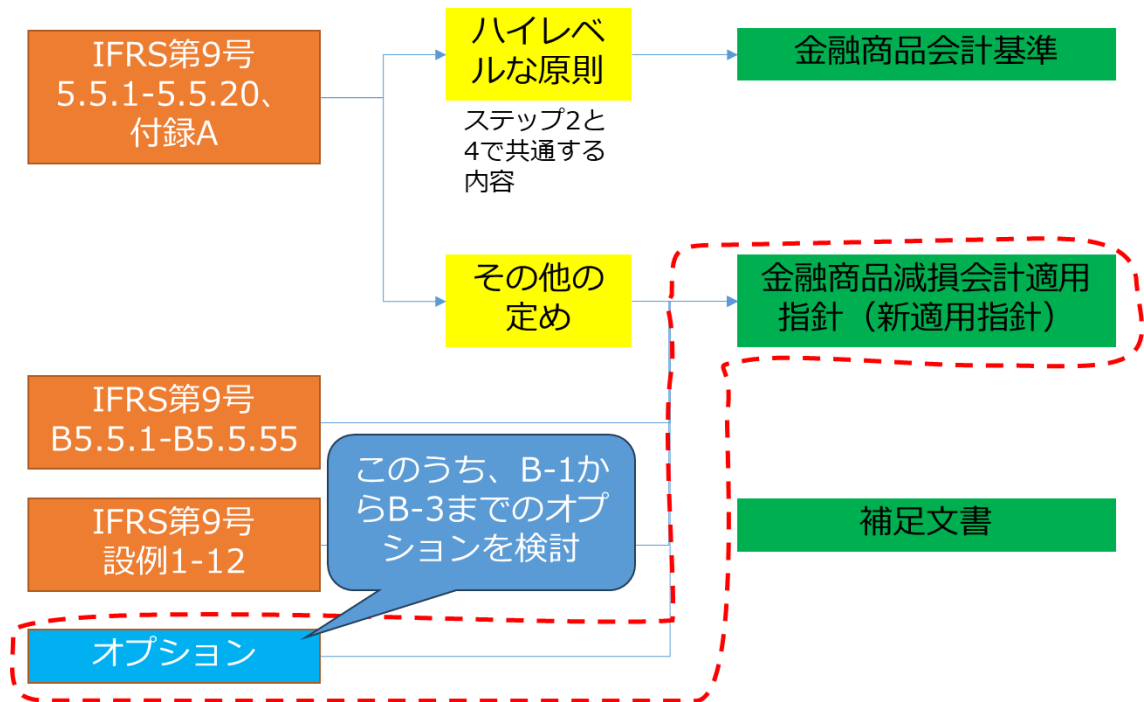 IFRS第9号
5.5.1-5.5.20、
付録A
ハイレベ
ルな原則
ステップ2と
4で共通する
内容
金融商品会計基準
その他の
定め
金融商品減損会計適用
指針（新適用指針）
IFRS第9号
B5.5.1-B5.5.55
IFRS第9号
設例1-12
このうち、B-1か
らB-3までのオプ
ションを検討
補足文書
オプション